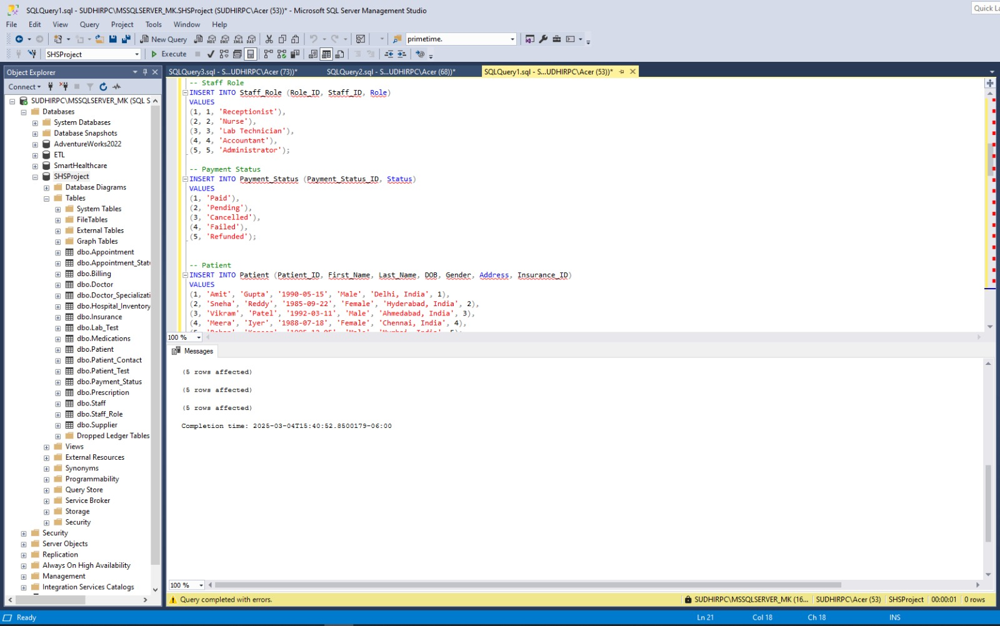 SQLQuery1.sql - SUDHIRPC\MSSQLSERVER_MK.SHSProject (SUDHIRPC\Acer (53))* - Microsoft SQL Server Management Studio
Quick La
File Edit View Query Project Tools Window Help
New Query primetime.
SHSProject Execute
Object Explorer
SQLQuery3.sql - S...UDHIRPC\Acer (73))* SQLQuery2.sql - S...UDHIRPC\Acer (68))* SQLQuery1.sql - S...UDHIRPC\Acer (53))*
Connect
SUDHIRPC\MSSQLSERVER_MK (SQL S
Databases
System Databases
Database Snapshots
AdventureWorks2022
ETL
SmartHealthcare
SHSProject
Database Diagrams
Tables
System Tables
FileTables
External Tables
Graph Tables
dbo.Appointment
dbo.Appointment_Stat
dbo.Billing
dbo.Doctor
dbo.Doctor_Specializati
dbo.Hospital_Inventory
dbo.Insurance
dbo.Lab_Test
dbo.Medications
dbo.Patient
dbo.Patient_Contact
dbo.Patient_Test
dbo.Payment_Status
dbo.Prescription
dbo.Staff
dbo.Staff_Role
dbo.Supplier
Dropped Ledger Tables
Views
External Resources
Synonyms
Programmability
Query Store
Service Broker
Storage
Security
Security
Server Objects
Replication
Always On High Availability
Management
Integration Services Catalogs
-- Staff Role
INSERT INTO Staff_Role (Role_ID, Staff_ID, Role)
VALUES
(1, 1, 'Receptionist'),
(2, 2, 'Nurse'),
(3, 3, 'Lab Technician'),
(4, 4, 'Accountant'),
(5, 5, 'Administrator');
-- Payment Status
INSERT INTO Payment_Status (Payment_Status_ID, Status)
VALUES
(1, 'Paid'),
(2, 'Pending'),
(3, 'Cancelled'),
(4, 'Failed'),
(5, 'Refunded');
-- Patient
INSERT INTO Patient (Patient_ID, First_Name, Last_Name, DOB, Gender, Address, Insurance_ID)
VALUES
(1, 'Amit', 'Gupta', '1990-05-15', 'Male', 'Delhi, India', 1),
(2, 'Sneha', 'Reddy', '1985-09-22', 'Female', 'Hyderabad, India', 2),
(3, 'Vikram', 'Patel', '1992-03-11', 'Male', 'Ahmedabad, India', 3),
(4, 'Meera', 'Iyer', '1988-07-18', 'Female', 'Chennai, India', 4),
100 %
Messages
(5 rows affected)
(5 rows affected)
(5 rows affected)
Completion time: 2025-03-04T15:40:52.8500179-06:00
100 %
Query completed with errors. SUDHIRPC\MSSQLSERVER_MK (16... SUDHIRPC\Acer (53) SHSProject 00:00:01 0 rows
Ready Ln 21 Col 18 Ch 18 INS